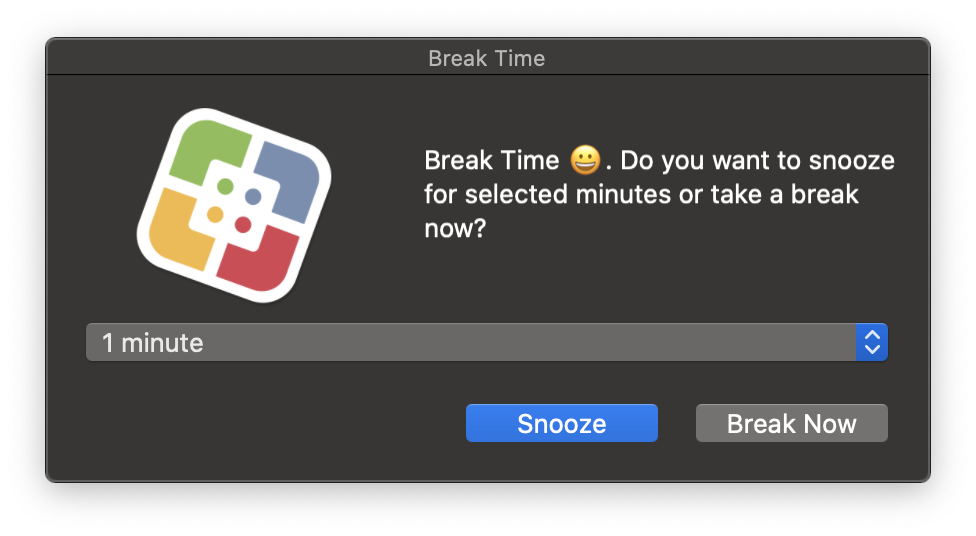 Break Time
Break Time 😀. Do you want to snooze
for selected minutes or take a break
now?
1 minute
Snooze
Break Now